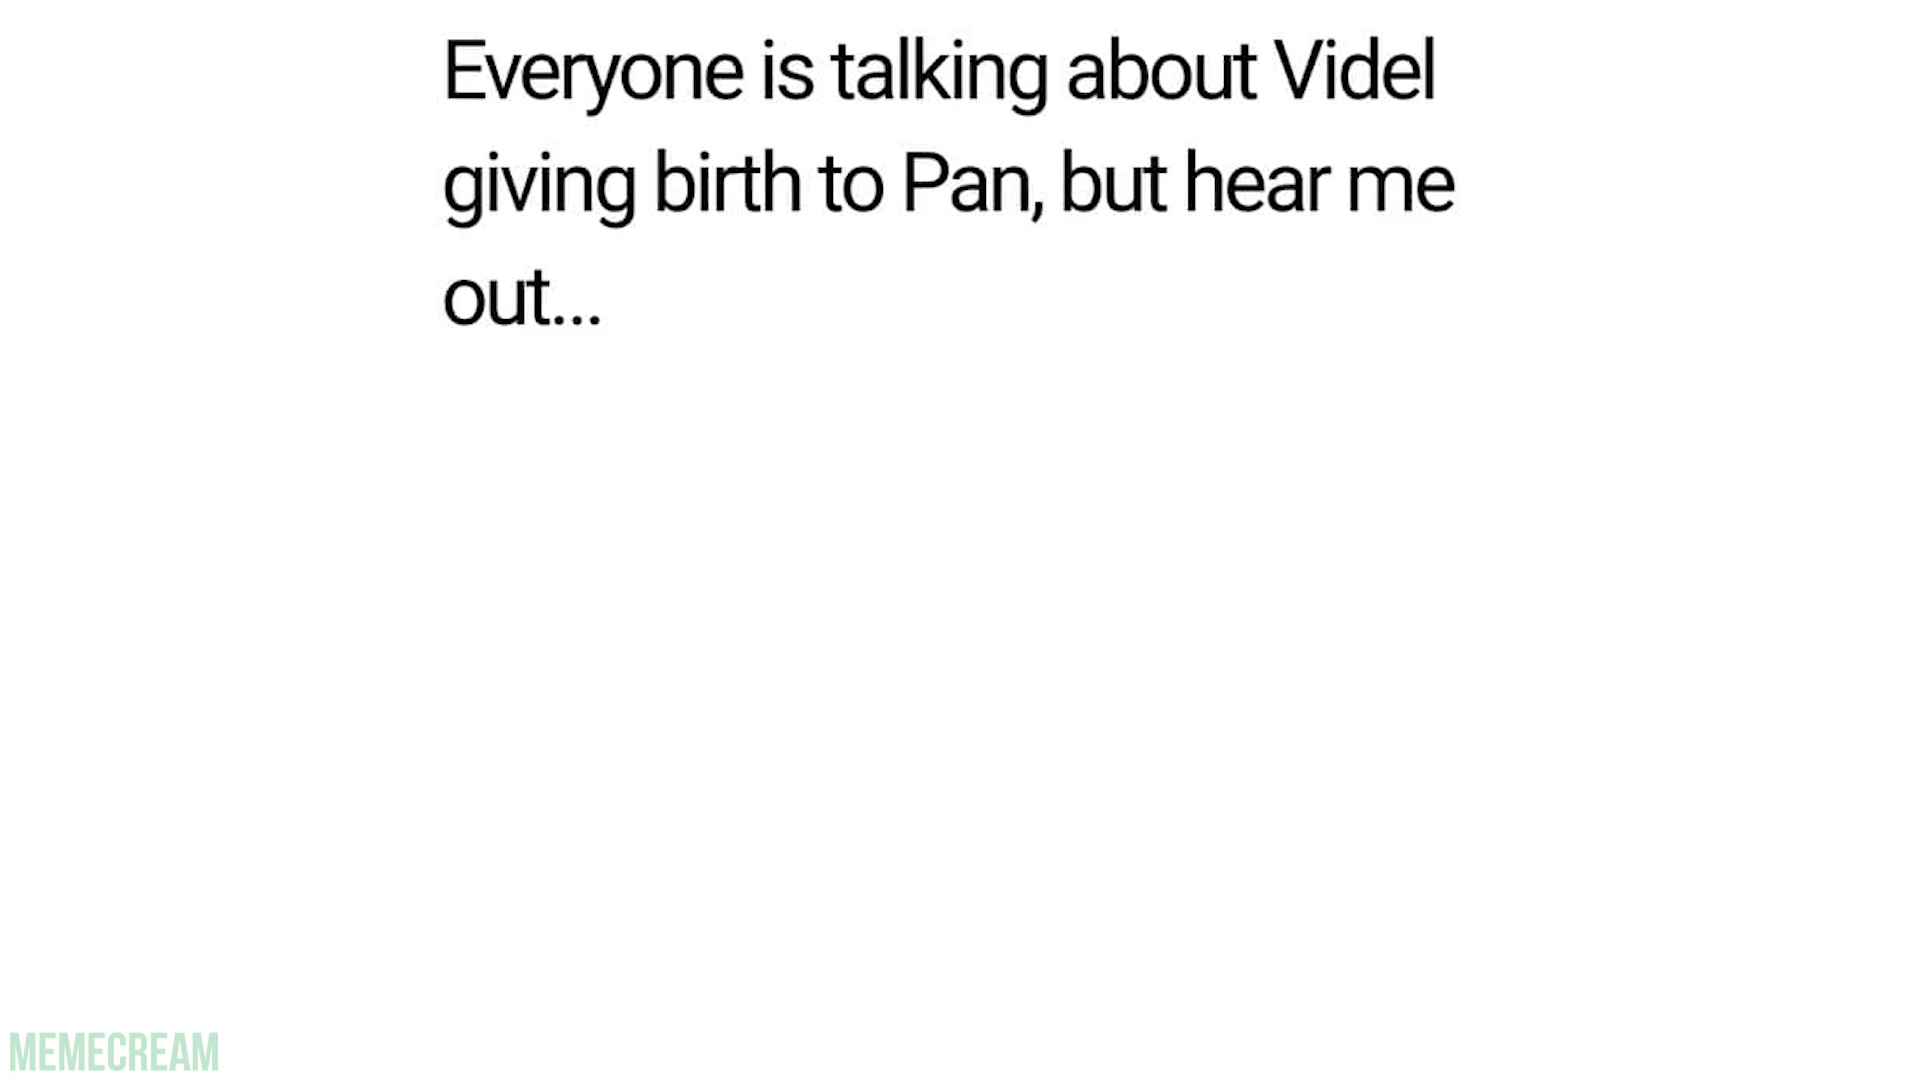 Everyone is talking about Videl
giving birth to Pan, but hear me
out...
MEMECREAM